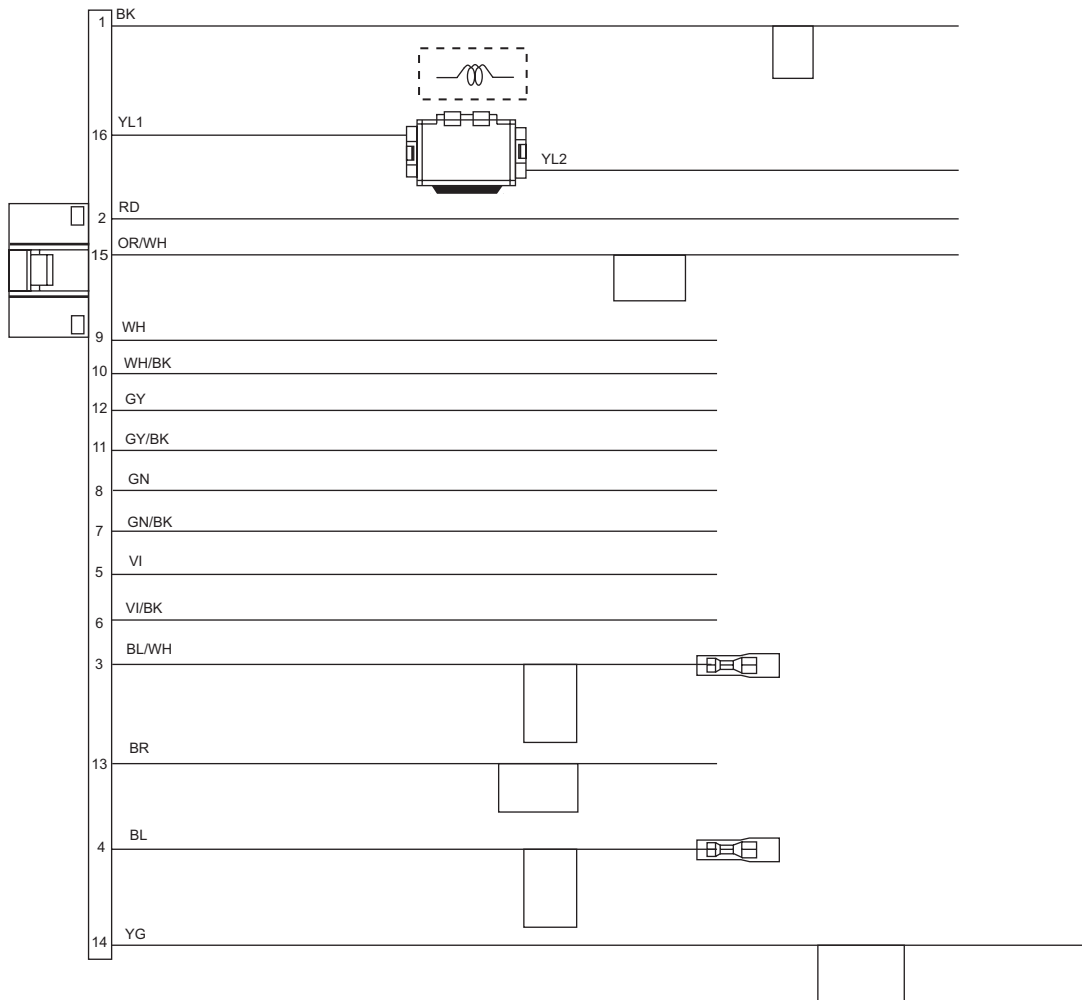 1 BK
16 YL1
YL2
2 RD
15 OR/WH
9 WH
10 WH/BK
12 GY
11 GY/BK
8 GN
7 GN/BK
5 VI
6 VI/BK
3 BL/WH
13 BR
4 BL
14 YG